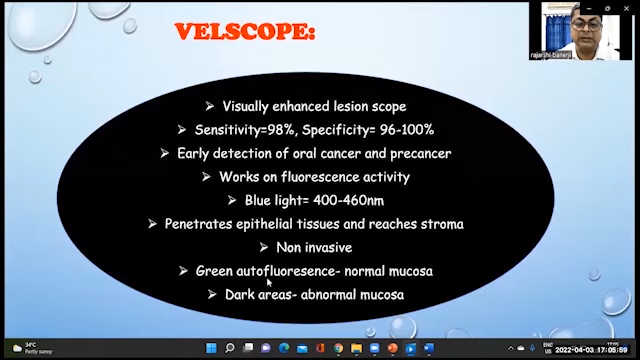 VELSCOPE:
rajarshi banerji
➤ Visually enhanced lesion scope
➤ Sensitivity=98%, Specificity= 96-100%
➤ Early detection of oral cancer and precancer
➤ Works on fluorescence activity
➤ Blue light= 400-460nm
➤ Penetrates epithelial tissues and reaches stroma
➤ Non invasive
➤ Green autofluoresence- normal mucosa
➤ Dark areas- abnormal mucosa
34°C
Partly sunny
ENG
US
2022-04-03 17:05:59